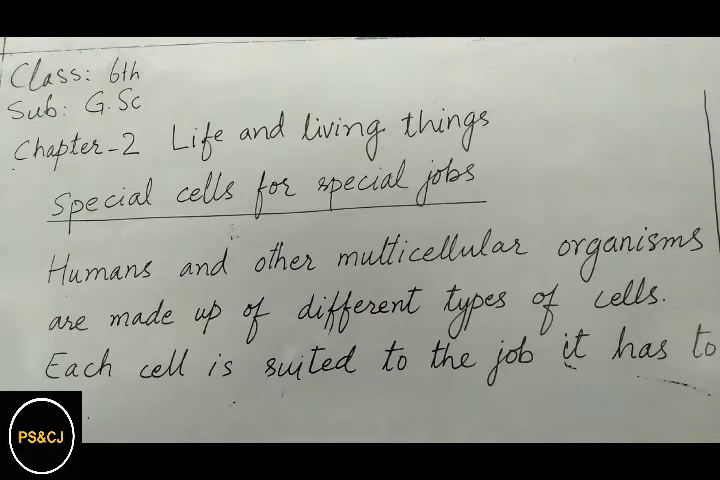 Class: 6th
Sub: G.Sc
Chapter-2 Life and living things
Special cells for special jobs
Humans and other multicellular organisms
are made up of different types of cells.
Each cell is suited to the job it has to
PS&CJ